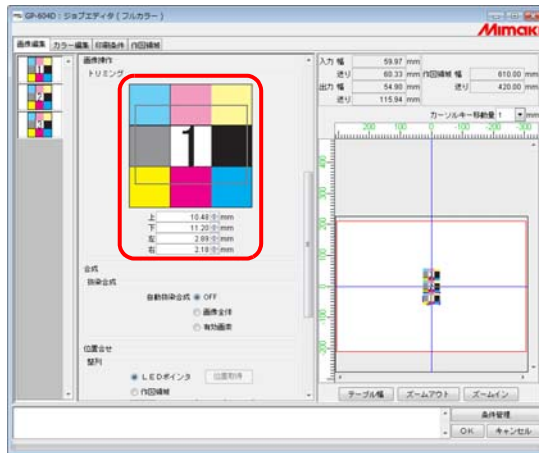 GP-604D : ジョブエディタ ( フルカラー )
Mimaki
画像編集 カラー編集 印刷条件 作図領域
画像操作
トリミング
1
上 10.48 mm
下 11.20 mm
左 2.89 mm
右 2.18 mm
合成
抜染合成
自動抜染合成 OFF
画像全体
有効画素
位置合せ
整列
LEDポインタ 位置取得
作図領域
入力 幅 59.97 mm
送り 60.33 mm 作図領域 幅 610.00 mm
出力 幅 54.90 mm 送り 420.00 mm
送り 115.94 mm
カーソルキー移動量 1 mm
200 100 0 -100 -200 -300
テーブル幅 ズームアウト ズームイン
条件管理
OK キャンセル